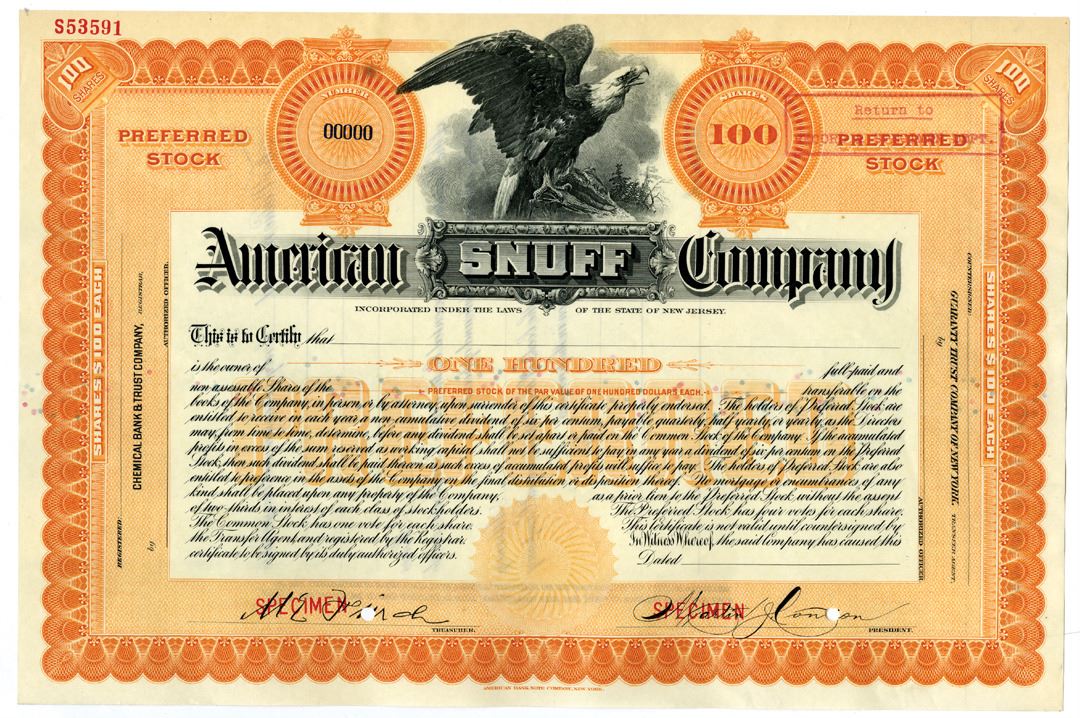 S53591
100
SHARES
NUMBER
00000
SHARES
100
100
SHARES
Return to
PREFERRED
STOCK
PREFERRED
STOCK
American SNUFF Company
INCORPORATED UNDER THE LAWS OF THE STATE OF NEW JERSEY.
This is to Certify that
is the owner of ONE HUNDRED full-paid and
non assessable Shares of the PREFERRED STOCK OF THE PAR VALUE OF ONE HUNDRED DOLLARS EACH. transferable on the
books of the Company, in person or by attorney, upon surrender of this certificate properly endorsed. The holders of Preferred Stock are
entitled to receive in each year, a non-cumulative dividend of six per centum, payable quarterly, half yearly, or yearly, as the Directors
may, from time to time, determine, before any dividend shall be set apart or paid on the Common Stock of the Company. If the accumulated
profits in excess of the sum reserved as working capital shall not be sufficient to pay in any year a dividend of six per centum on the Preferred
Stock, then such dividend shall be paid thereon as such excess of accumulated profits will suffice to pay. The holders of Preferred Stock are also
entitled to preference in the assets of the Company on the final distribution or disposition thereof. No mortgage or encumbrances of any
kind shall be placed upon any property of the Company, as a prior lien to the Preferred Stock without the assent
of two-thirds in interest of each class of stockholders. The Preferred Stock has four votes for each share.
The Common Stock has one vote for each share. This Certificate is not valid until countersigned by
the Transfer Agent and registered by the Registrar. In Witness Whereof, the said Company has caused this
certificate to be signed by its duly authorized officers.
Dated
SPECIMEN
TREASURER.
SPECIMEN
PRESIDENT.
SHARES $100 EACH
REGISTERED:
CHEMICAL BANK & TRUST COMPANY, REGISTRAR,
by
AUTHORIZED OFFICER.
COUNTERSIGNED:
GUARANTY TRUST COMPANY OF NEW YORK, TRANSFER AGENT.
by
AUTHORIZED OFFICER
SHARES $100 EACH
AMERICAN BANK NOTE COMPANY, NEW YORK.